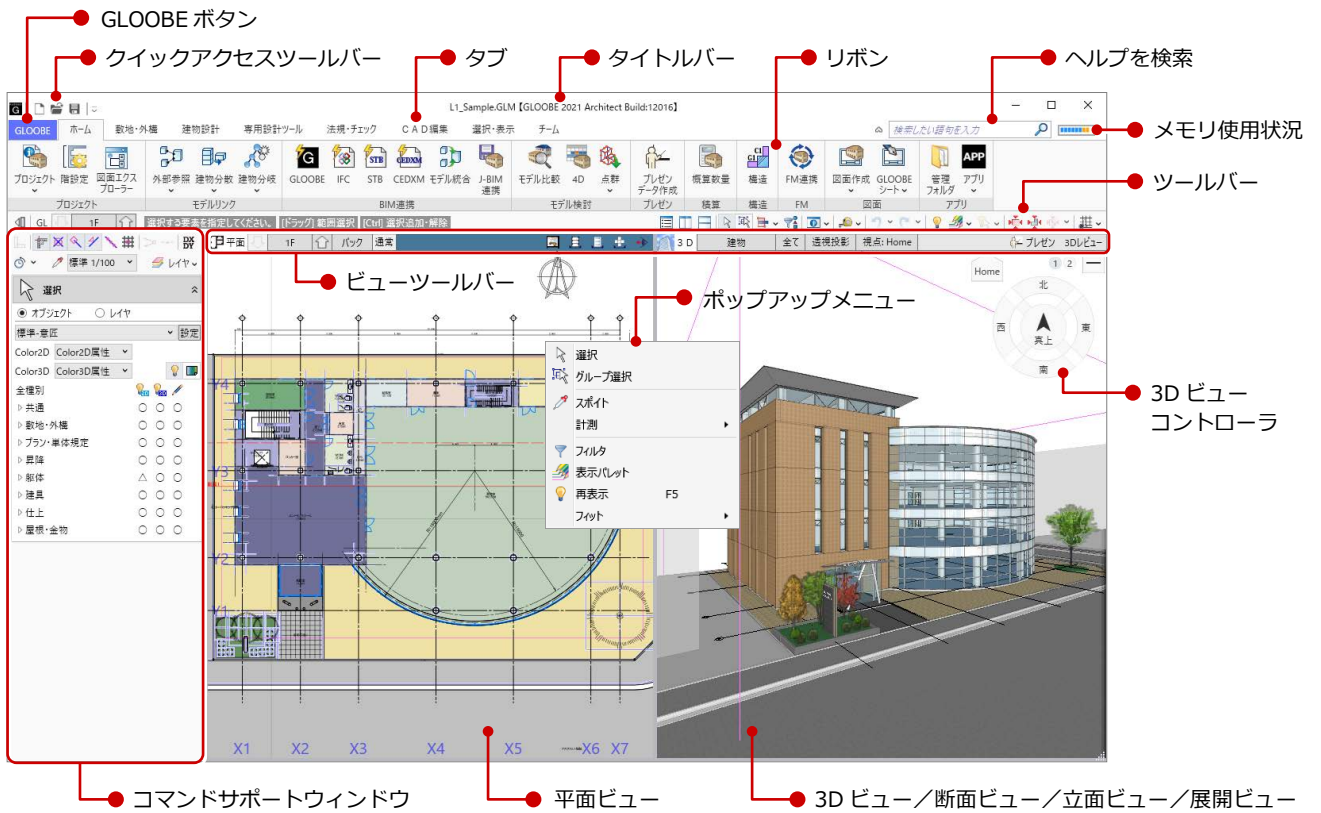 GLOOBE ボタン
クイックアクセスツールバー
タブ
タイトルバー
リボン
ヘルプを検索
L1_Sample.GLM【GLOOBE 2021 Architect Build:12016】
GLOOBE ホーム 敷地・外構 建物設計 専用設計ツール 法規・チェック CAD編集 選択・表示 チーム
検索したい語句を入力
メモリ使用状況
プロジェクト 階設定 図面エクスプローラー 外部参照 建物分散 建物分岐 GLOOBE IFC STB CEDXM モデル統合 J-BIM連携 モデル比較 4D 点群 プレゼンデータ作成 概算数量 構造 FM連携 図面作成 GLOOBEシート 管理フォルダ アプリ
プロジェクト モデルリンク BIM連携 モデル検討 プレゼン 積算 構造 FM 図面 アプリ
ツールバー
GL 1F 選択する要素を指定してください。 [ドラッグ] 範囲選択 [Ctrl] 選択追加・解除
平面 1F バック 通常 3D 建物 全て 透視投影 視点: Home プレゼン 3Dレビュー
標準 1/100 レイヤ
ビューツールバー
ポップアップメニュー
選択
オブジェクト レイヤ
標準-意匠 設定
Color2D Color2D属性
Color3D Color3D属性
全種別
共通
敷地・外構
プラン・単体規定
昇降
躯体
建具
仕上
屋根・金物
選択
グループ選択
スポイト
計測
フィルタ
表示パレット
再表示 F5
フィット
Home
1 2
北
西 真上 東
南
3D ビュー
コントローラ
Y4
Y3
Y2
Y1
X1 X2 X3 X4 X5 X6 X7
コマンドサポートウィンドウ
平面ビュー
3D ビュー／断面ビュー／立面ビュー／展開ビュー